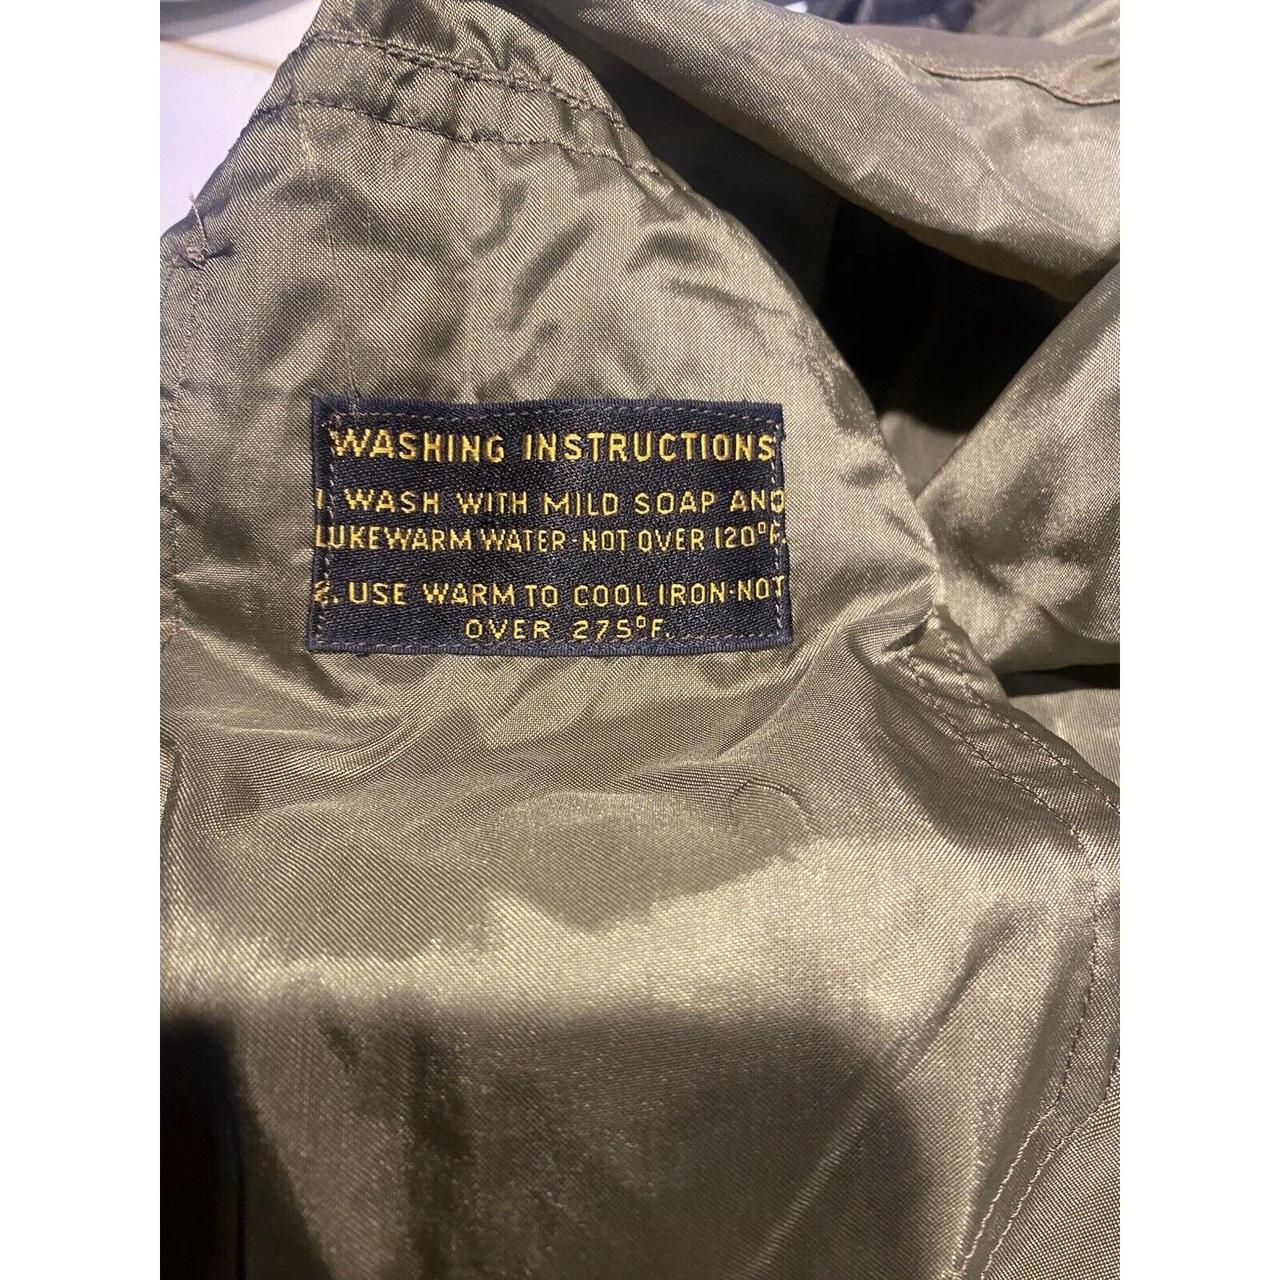 WASHING INSTRUCTIONS
1. WASH WITH MILD SOAP AND
LUKEWARM WATER-NOT OVER 120°F.
2. USE WARM TO COOL IRON-NOT
OVER 275°F.